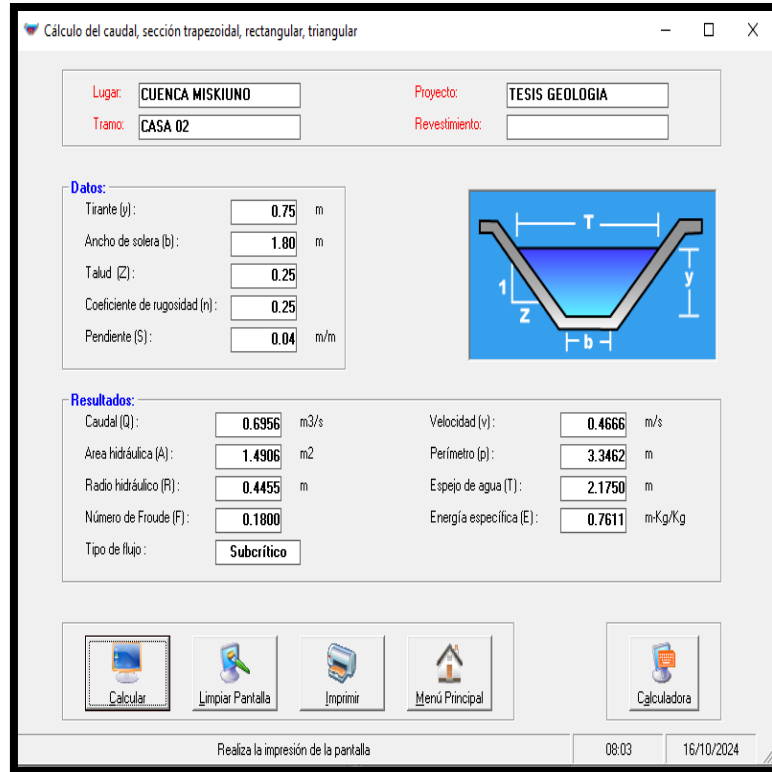 Cálculo del caudal, sección trapezoidal, rectangular, triangular
Lugar: CUENCA MISKIUNO Proyecto: TESIS GEOLOGIA
Tramo: CASA 02 Revestimiento:
Datos:
Tirante (y) : 0.75 m
Ancho de solera (b) : 1.80 m
Talud (Z) : 0.25
Coeficiente de rugosidad (n) : 0.25
Pendiente (S) : 0.04 m/m
T
y
1
Z
b
Resultados:
Caudal (Q) : 0.6956 m3/s Velocidad (v) : 0.4666 m/s
Area hidráulica (A) : 1.4906 m2 Perímetro (p) : 3.3462 m
Radio hidráulico (R) : 0.4455 m Espejo de agua (T) : 2.1750 m
Número de Froude (F) : 0.1800 Energía específica (E) : 0.7611 m-Kg/Kg
Tipo de flujo : Subcrítico
Calcular Limpiar Pantalla Imprimir Menú Principal Calculadora
Realiza la impresión de la pantalla 08:03 16/10/2024